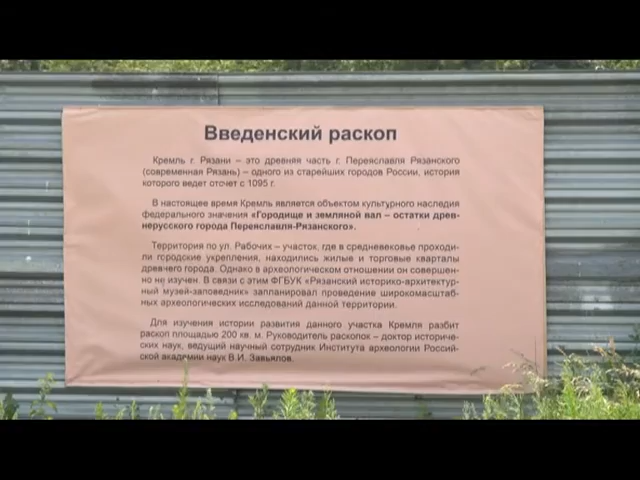 Введенский раскоп
Кремль г. Рязани – это древняя часть г. Переяславля Рязанского
(современная Рязань) – одного из старейших городов России, история
которого ведет отсчет с 1095 г.
В настоящее время Кремль является объектом культурного наследия
федерального значения «Городище и земляной вал – остатки древ-
нерусского города Переяславля-Рязанского».
Территория по ул. Рабочих – участок, где в средневековье проходи-
ли городские укрепления, находились жилые и торговые кварталы
древнего города. Однако в археологическом отношении он совершен-
но не изучен. В связи с этим ФГБУК «Рязанский историко-архитектур-
ный музей-заповедник» запланировал проведение широкомасштаб-
ных археологических исследований данной территории.
Для изучения истории развития данного участка Кремля разбит
раскоп площадью 200 кв. м. Руководитель раскопок – доктор историче-
ских наук, ведущий научный сотрудник Института археологии Россий-
ской академии наук В.И. Завьялов.